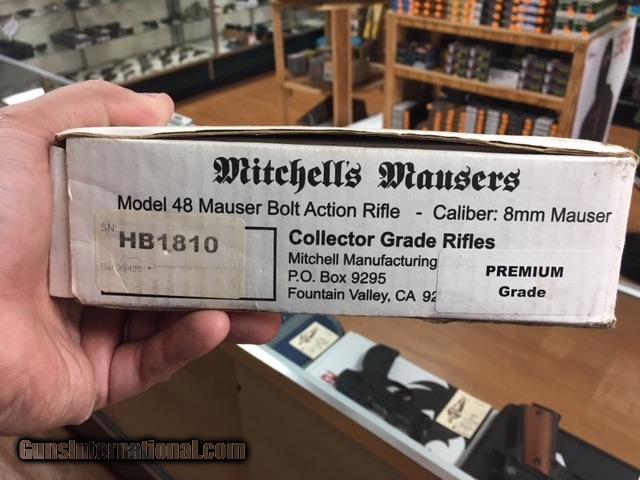 Mitchell's Mausers
Model 48 Mauser Bolt Action Rifle - Caliber: 8mm Mauser
SN
HB1810
Collector Grade Rifles
Mitchell Manufacturing
P.O. Box 9295
Fountain Valley, CA 92
PREMIUM
Grade
GunsInternational.com